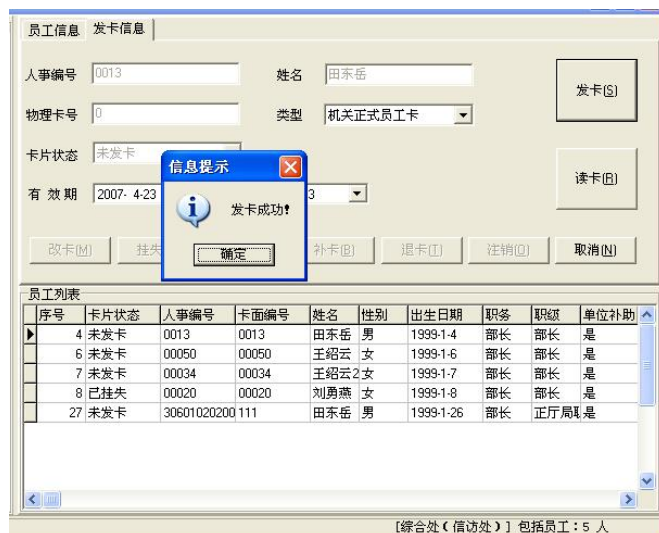 员工信息 发卡信息
人事编号 0013 姓名 田东岳 发卡(S)
物理卡号 0 类型 机关正式员工卡
卡片状态 未发卡
信息提示
读卡(R)
有 效 期 2007- 4-23 3
发卡成功!
改卡(M) 挂失 补卡(B) 退卡(T) 注销(O) 取消(N)
确定
员工列表
序号 卡片状态 人事编号 卡面编号 姓名 性别 出生日期 职务 职级 单位补助
4 未发卡 0013 0013 田东岳 男 1999-1-4 部长 部长 是
6 未发卡 00050 00050 王绍云 女 1999-1-6 部长 部长 是
7 未发卡 00034 00034 王绍云2 女 1999-1-7 部长 部长 是
8 已挂失 00020 00020 刘勇燕 女 1999-1-8 部长 部长 是
27 未发卡 30601020200 111 田东岳 男 1999-1-26 部长 正厅局 是
[综合处(信访处)] 包括员工:5 人